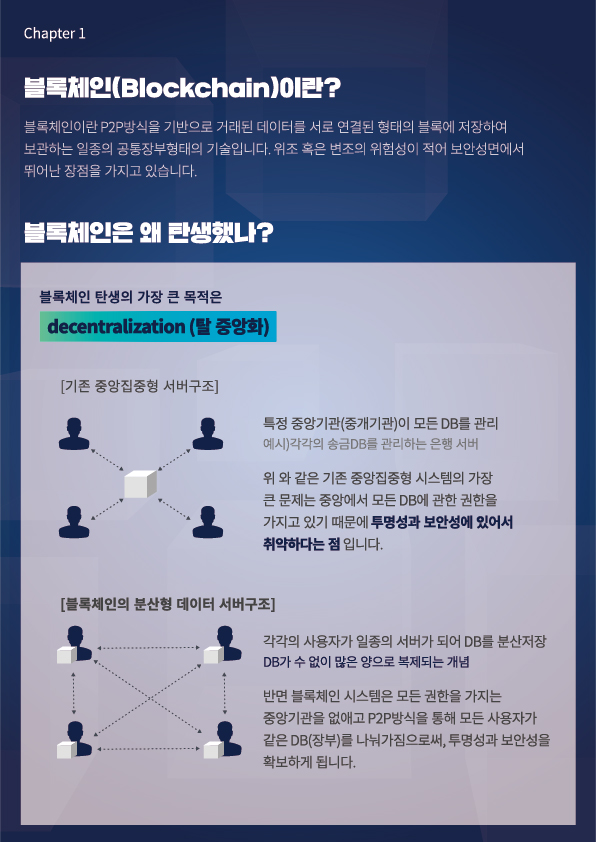 Chapter 1
블록체인(Blockchain)이란?
블록체인이란 P2P방식을 기반으로 거래된 데이터를 서로 연결된 형태의 블록에 저장하여
보관하는 일종의 공통장부형태의 기술입니다. 위조 혹은 변조의 위험성이 적어 보안성면에서
뛰어난 장점을 가지고 있습니다.
블록체인은 왜 탄생했나?
블록체인 탄생의 가장 큰 목적은
decentralization (탈 중앙화)
[기존 중앙집중형 서버구조]
특정 중앙기관(중개기관)이 모든 DB를 관리
예시)각각의 송금DB를 관리하는 은행 서버
위 와 같은 기존 중앙집중형 시스템의 가장
큰 문제는 중앙에서 모든 DB에 관한 권한을
가지고 있기 때문에 투명성과 보안성에 있어서
취약하다는 점 입니다.
[블록체인의 분산형 데이터 서버구조]
각각의 사용자가 일종의 서버가 되어 DB를 분산저장
DB가 수 없이 많은 양으로 복제되는 개념
반면 블록체인 시스템은 모든 권한을 가지는
중앙기관을 없애고 P2P방식을 통해 모든 사용자가
같은 DB(장부)를 나눠가짐으로써, 투명성과 보안성을
확보하게 됩니다.